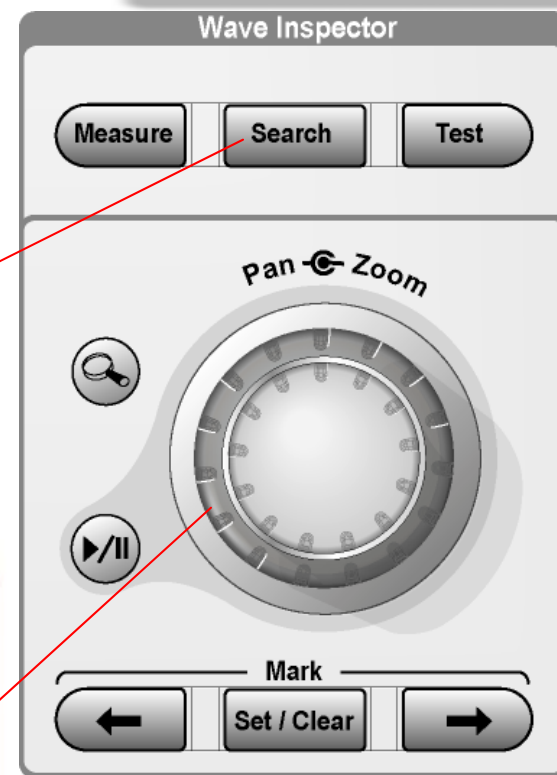 Wave Inspector
Measure Search Test
Pan Zoom
Mark
Set / Clear